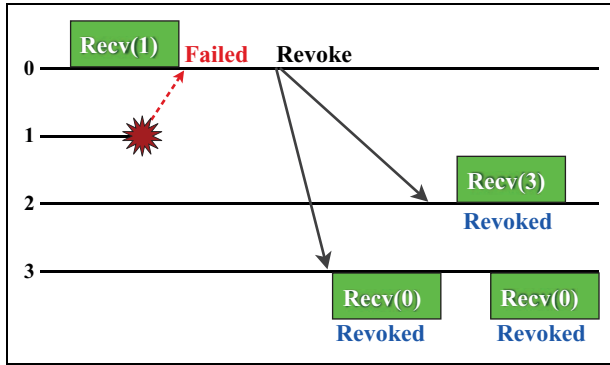 Recv(1)
Failed
Revoke
0
1
Recv(3)
2
Revoked
3
Recv(0)
Recv(0)
Revoked
Revoked